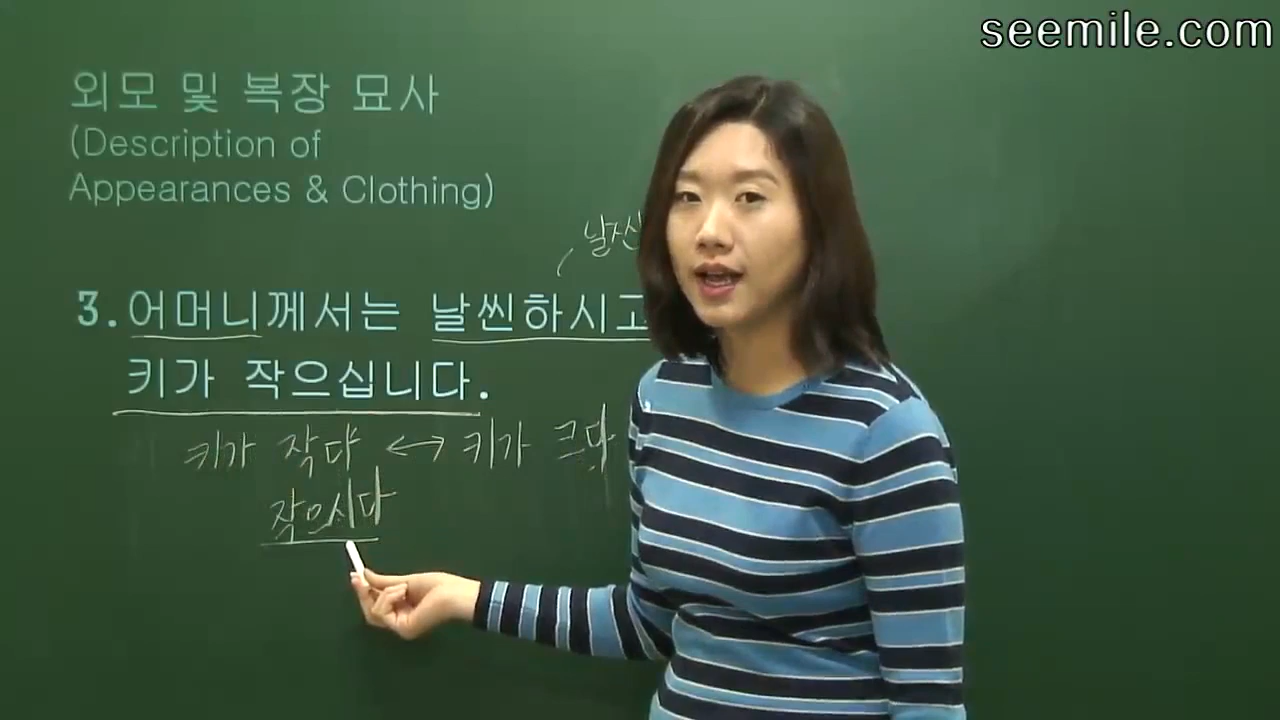 seemile.com
외모 및 복장 묘사
(Description of
Appearances & Clothing)
3.어머니께서는 날씬하시고
키가 작으십니다.
키가 작다 ↔ 키가 크다
작으시다